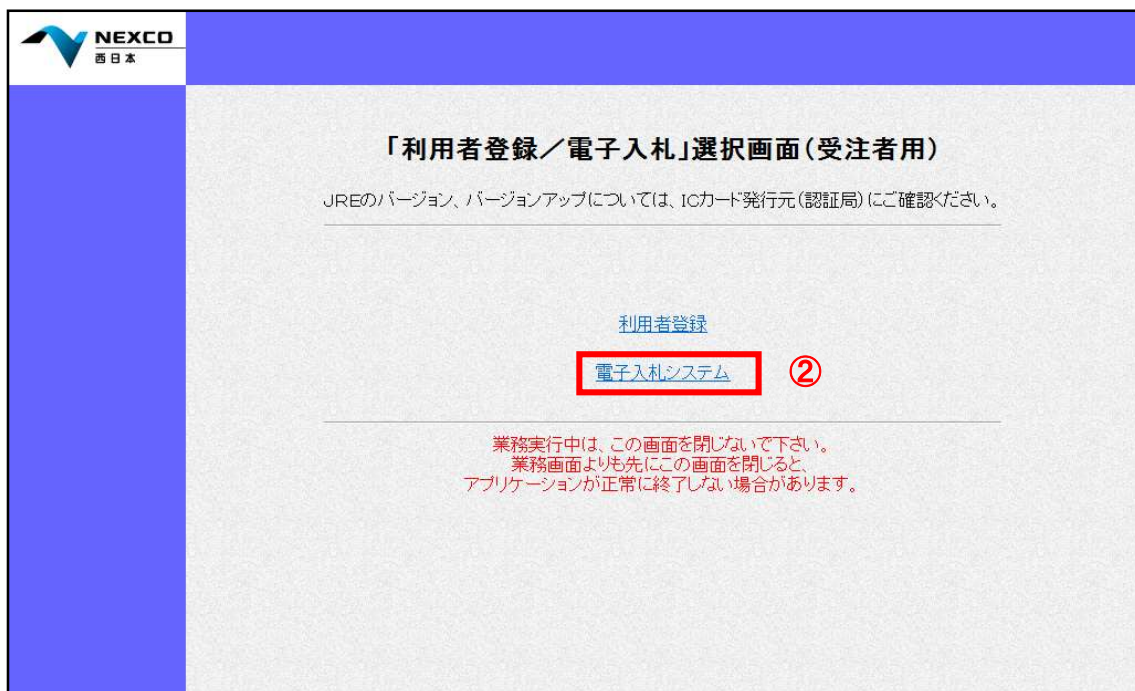 NEXCO
西日本
「利用者登録／電子入札」選択画面(受注者用)
JREのバージョン、バージョンアップについては、ICカード発行元(認証局)にご確認ください。
利用者登録
電子入札システム ②
業務実行中は、この画面を閉じないで下さい。
業務画面よりも先にこの画面を閉じると、
アプリケーションが正常に終了しない場合があります。